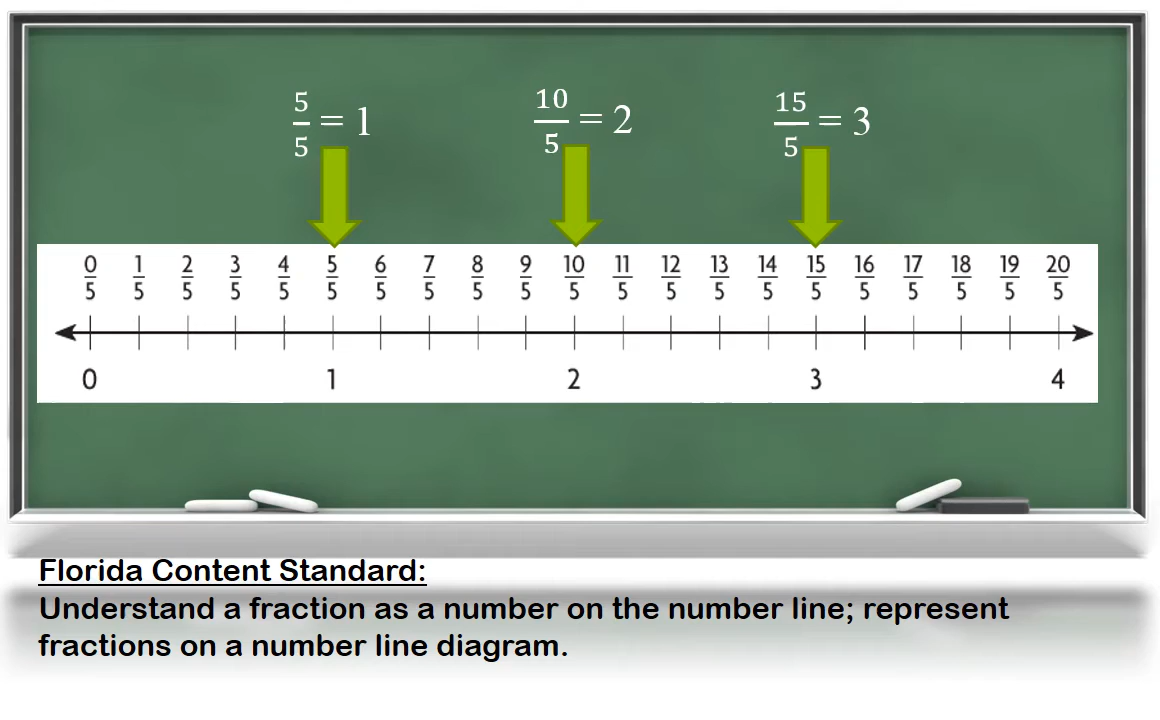 5/5 = 1 10/5 = 2 15/5 = 3
0/5 1/5 2/5 3/5 4/5 5/5 6/5 7/5 8/5 9/5 10/5 11/5 12/5 13/5 14/5 15/5 16/5 17/5 18/5 19/5 20/5
0 1 2 3 4
Florida Content Standard:
Understand a fraction as a number on the number line; represent
fractions on a number line diagram.